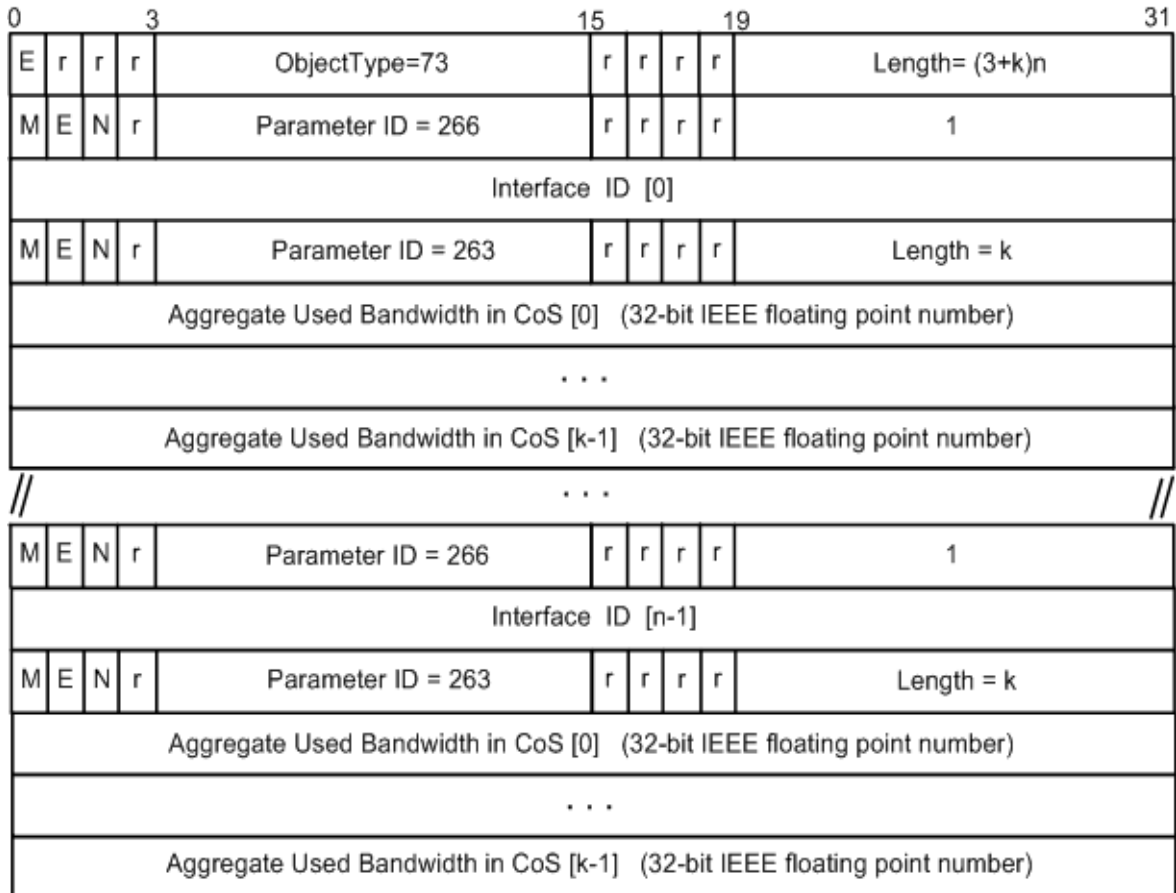 0 3 15 19 31
E r r r ObjectType=73 r r r r Length= (3+k)n
M E N r Parameter ID = 266 r r r r 1
Interface ID [0]
M E N r Parameter ID = 263 r r r r Length = k
Aggregate Used Bandwidth in CoS [0] (32-bit IEEE floating point number)
. . .
Aggregate Used Bandwidth in CoS [k-1] (32-bit IEEE floating point number)
// . . . //
M E N r Parameter ID = 266 r r r r 1
Interface ID [n-1]
M E N r Parameter ID = 263 r r r r Length = k
Aggregate Used Bandwidth in CoS [0] (32-bit IEEE floating point number)
. . .
Aggregate Used Bandwidth in CoS [k-1] (32-bit IEEE floating point number)